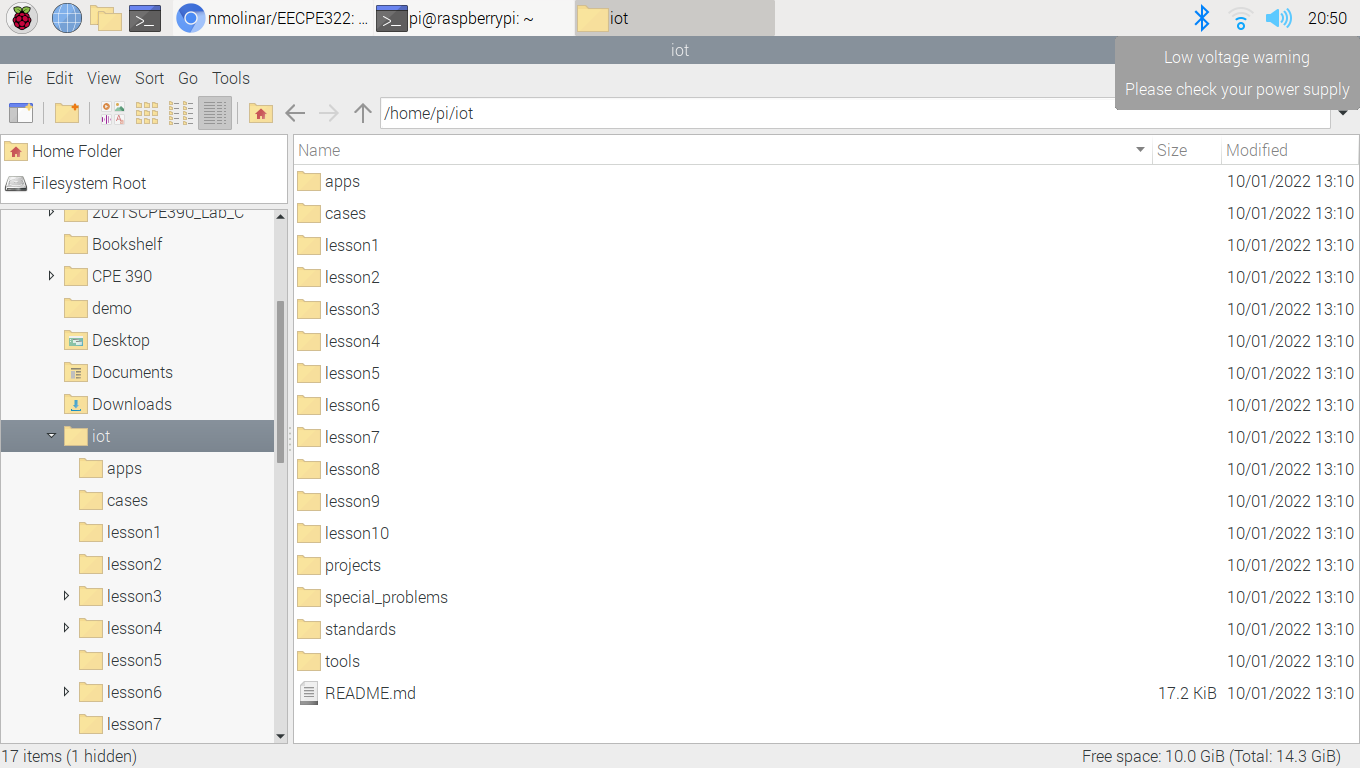 nmolinar/EECPE322: ... pi@raspberrypi: ~ iot 20:50
iot
Low voltage warning
Please check your power supply
File Edit View Sort Go Tools
/home/pi/iot
Home Folder
Filesystem Root
2021SCPE390_Lab_C
Bookshelf
CPE 390
demo
Desktop
Documents
Downloads
iot
apps
cases
lesson1
lesson2
lesson3
lesson4
lesson5
lesson6
lesson7
Name Size Modified
apps 10/01/2022 13:10
cases 10/01/2022 13:10
lesson1 10/01/2022 13:10
lesson2 10/01/2022 13:10
lesson3 10/01/2022 13:10
lesson4 10/01/2022 13:10
lesson5 10/01/2022 13:10
lesson6 10/01/2022 13:10
lesson7 10/01/2022 13:10
lesson8 10/01/2022 13:10
lesson9 10/01/2022 13:10
lesson10 10/01/2022 13:10
projects 10/01/2022 13:10
special_problems 10/01/2022 13:10
standards 10/01/2022 13:10
tools 10/01/2022 13:10
README.md 17.2 KiB 10/01/2022 13:10
17 items (1 hidden) Free space: 10.0 GiB (Total: 14.3 GiB)